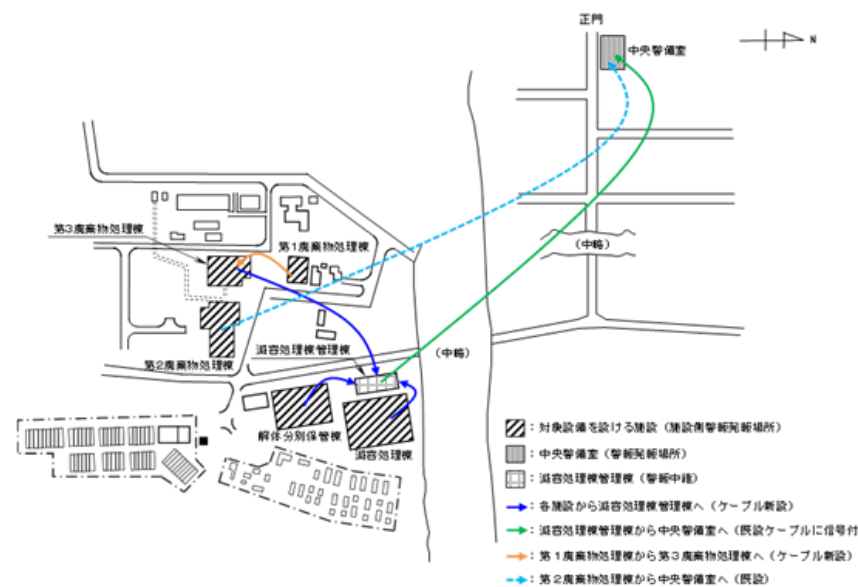 正門
中央警備室
N
第3廃棄物処理棟
第1廃棄物処理棟
(中略)
減容処理棟管理棟
(中略)
第2廃棄物処理棟
解体分別保管棟
減容処理棟
：対象設備を設ける施設（施設側警報発報場所）
：中央警備室（警報発報場所）
：減容処理棟管理棟（警報中継）
：各施設から減容処理棟管理棟へ（ケーブル新設）
：減容処理棟管理棟から中央警備室へ（既設ケーブルに信号付
：第１廃棄物処理棟から第３廃棄物処理棟へ（ケーブル新設）
：第２廃棄物処理棟から中央警備室へ（既設）